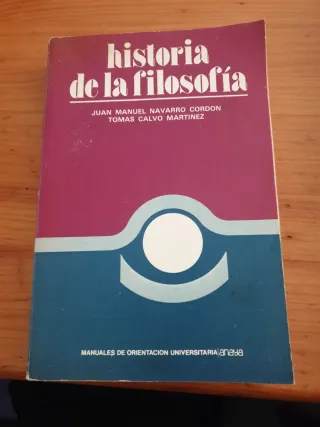 historia
de la filosofía
JUAN MANUEL NAVARRO CORDON
TOMAS CALVO MARTINEZ
MANUALES DE ORIENTACION UNIVERSITARIA/anaya